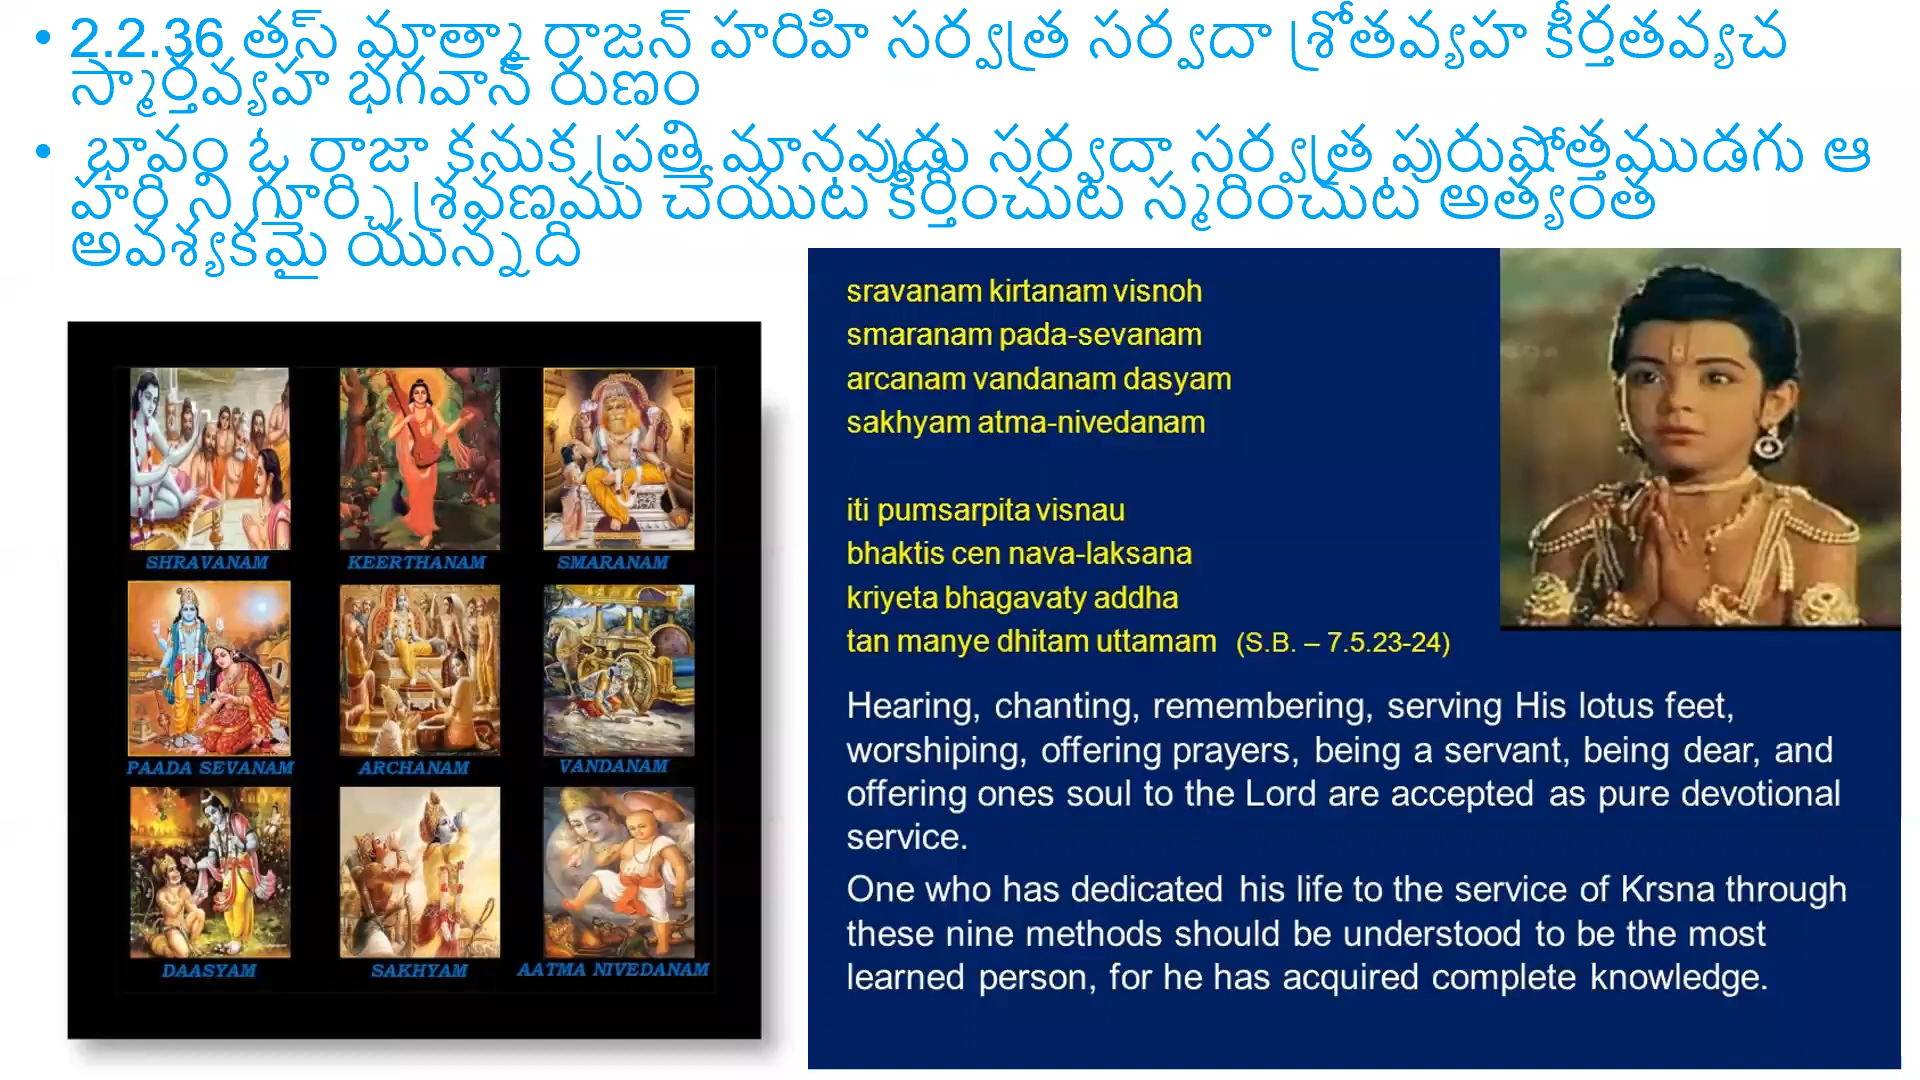 • 2.2.36 తస్ మాత్మా రాజన్ హరిహి సర్వత్ర సర్వదా శ్రోతవ్యహ కీర్తతవ్యచ
స్మార్తవ్యహ భగవాన్ రుణం
• భావం ఓ రాజా కనుక ప్రతి మానవుడు సర్వదా సర్వత్ర పురుషోత్తముడగు ఆ
హరి ని గూర్చి శ్రవణము చేయుట కీర్తించుట స్మరించుట అత్యంత
అవశ్యకమై యున్నది
SHRAVANAM KEERTHANAM SMARANAM
PAADA SEVANAM ARCHANAM VANDANAM
DAASYAM SAKHYAM AATMA NIVEDANAM
sravanam kirtanam visnoh
smaranam pada-sevanam
arcanam vandanam dasyam
sakhyam atma-nivedanam
iti pumsarpita visnau
bhaktis cen nava-laksana
kriyeta bhagavaty addha
tan manye dhitam uttamam (S.B. – 7.5.23-24)
Hearing, chanting, remembering, serving His lotus feet,
worshiping, offering prayers, being a servant, being dear, and
offering ones soul to the Lord are accepted as pure devotional
service.
One who has dedicated his life to the service of Krsna through
these nine methods should be understood to be the most
learned person, for he has acquired complete knowledge.